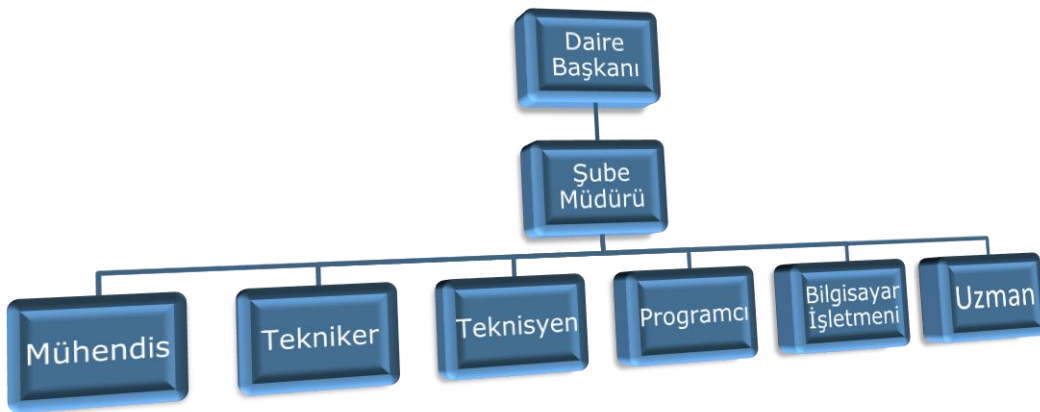 Daire
Başkanı
Şube
Müdürü
Mühendis
Tekniker
Teknisyen
Programcı
Bilgisayar
İşletmeni
Uzman